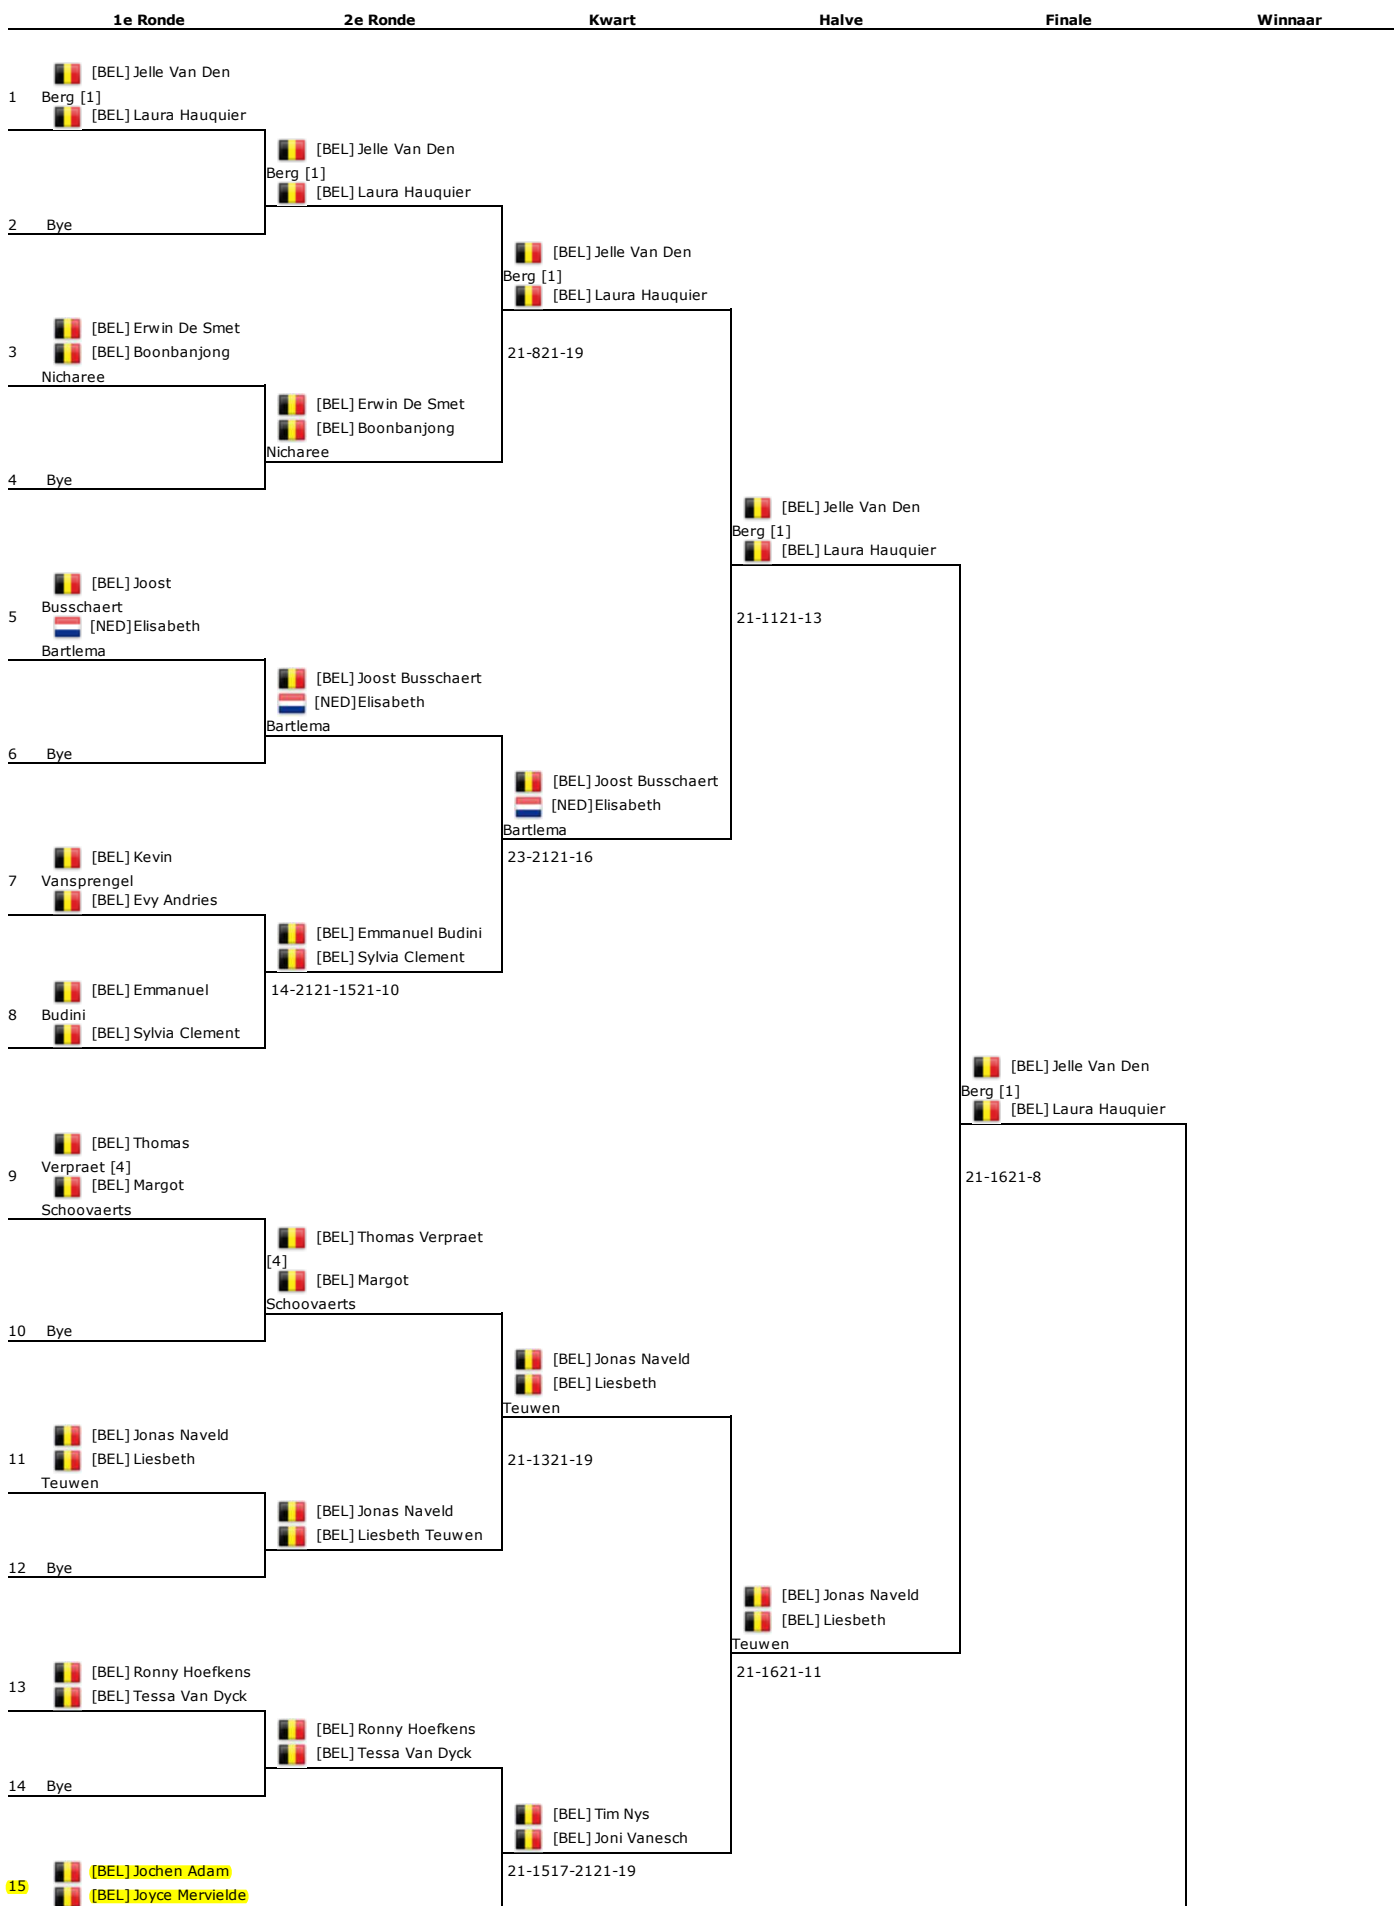 1e Ronde 2e Ronde Kwart Halve Finale Winnaar
[BEL] Jelle Van Den
1 Berg [1]
[BEL] Laura Hauquier
[BEL] Jelle Van Den
Berg [1]
[BEL] Laura Hauquier
2 Bye
[BEL] Jelle Van Den
Berg [1]
[BEL] Laura Hauquier
[BEL] Erwin De Smet
3 [BEL] Boonbanjong
Nicharee
21-821-19
[BEL] Erwin De Smet
[BEL] Boonbanjong
Nicharee
4 Bye
[BEL] Jelle Van Den
Berg [1]
[BEL] Laura Hauquier
[BEL] Joost
Busschaert
5
[NED] Elisabeth
Bartlema
21-1121-13
[BEL] Joost Busschaert
[NED] Elisabeth
Bartlema
6 Bye
[BEL] Joost Busschaert
[NED] Elisabeth
Bartlema
23-2121-16
[BEL] Kevin
7 Vansprengel
[BEL] Evy Andries
[BEL] Emmanuel Budini
[BEL] Sylvia Clement
14-2121-1521-10
[BEL] Emmanuel
8 Budini
[BEL] Sylvia Clement
[BEL] Jelle Van Den
Berg [1]
[BEL] Laura Hauquier
[BEL] Thomas
Verpraet [4]
9
[BEL] Margot
Schoovaerts
21-1621-8
[BEL] Thomas Verpraet
[4]
[BEL] Margot
Schoovaerts
10 Bye
[BEL] Jonas Naveld
[BEL] Liesbeth
Teuwen
[BEL] Jonas Naveld
11 [BEL] Liesbeth
Teuwen
21-1321-19
[BEL] Jonas Naveld
[BEL] Liesbeth Teuwen
12 Bye
[BEL] Jonas Naveld
[BEL] Liesbeth
Teuwen
21-1621-11
[BEL] Ronny Hoefkens
13
[BEL] Tessa Van Dyck
[BEL] Ronny Hoefkens
[BEL] Tessa Van Dyck
14 Bye
[BEL] Tim Nys
[BEL] Joni Vanesch
21-1517-2121-19
[BEL] Jochen Adam
15
[BEL] Joyce Mervielde